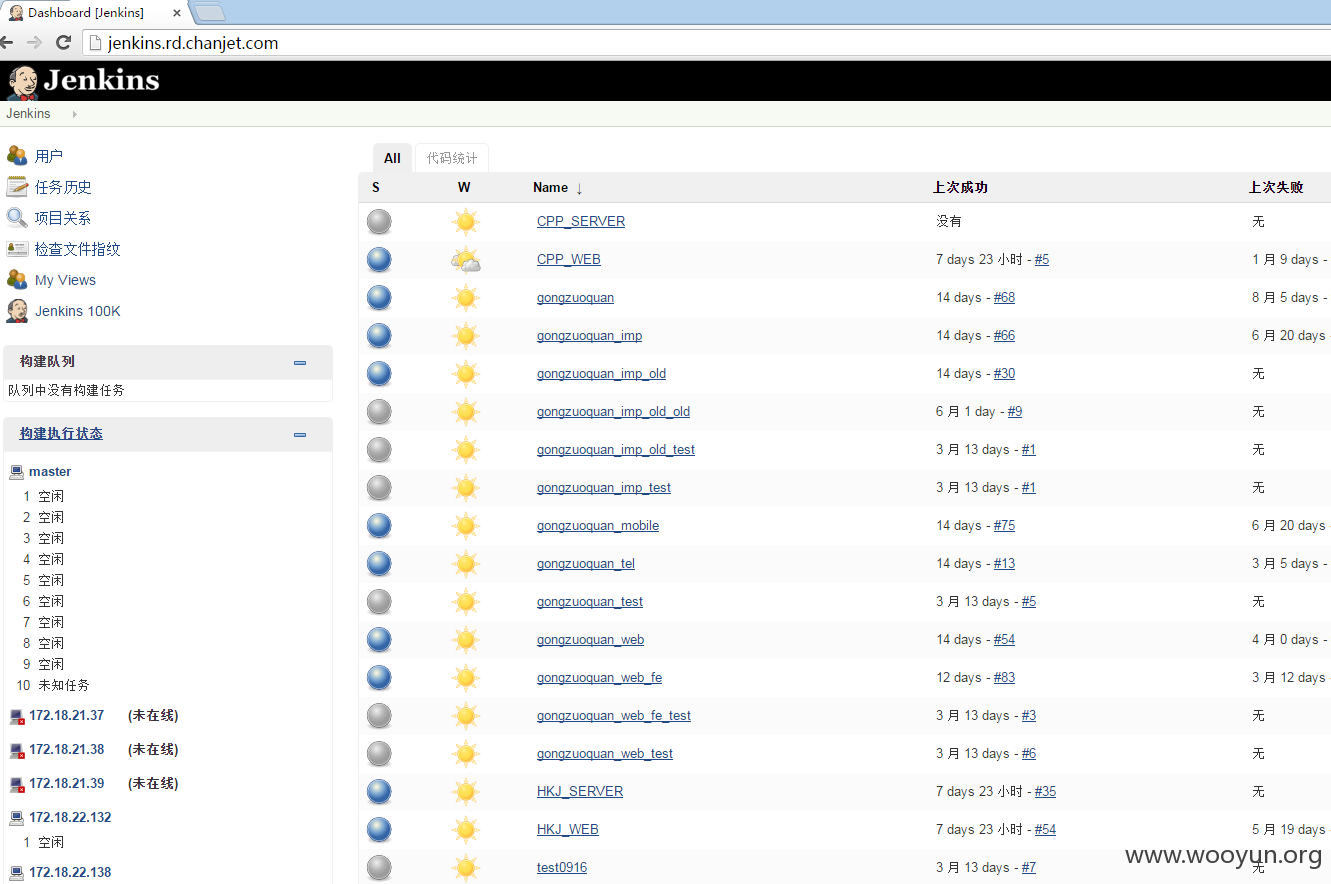 Dashboard [Jenkins]
jenkins.rd.chanjet.com
Jenkins
Jenkins
用户
任务历史
项目关系
检查文件指纹
My Views
Jenkins 100K
构建队列
队列中没有构建任务
构建执行状态
master
1 空闲
2 空闲
3 空闲
4 空闲
5 空闲
6 空闲
7 空闲
8 空闲
9 空闲
10 未知任务
172.18.21.37 (未在线)
172.18.21.38 (未在线)
172.18.21.39 (未在线)
172.18.22.132
1 空闲
172.18.22.138
All 代码统计
S W Name ↓ 上次成功 上次失败
CPP_SERVER 没有 无
CPP_WEB 7 days 23 小时 - #5 1 月 9 days -
gongzuoquan 14 days - #68 8 月 5 days -
gongzuoquan_imp 14 days - #66 6 月 20 days -
gongzuoquan_imp_old 14 days - #30 无
gongzuoquan_imp_old_old 6 月 1 day - #9 无
gongzuoquan_imp_old_test 3 月 13 days - #1 无
gongzuoquan_imp_test 3 月 13 days - #1 无
gongzuoquan_mobile 14 days - #75 6 月 20 days -
gongzuoquan_tel 14 days - #13 3 月 5 days -
gongzuoquan_test 3 月 13 days - #5 无
gongzuoquan_web 14 days - #54 4 月 0 days -
gongzuoquan_web_fe 12 days - #83 3 月 12 days -
gongzuoquan_web_fe_test 3 月 13 days - #3 无
gongzuoquan_web_test 3 月 13 days - #6 无
HKJ_SERVER 7 days 23 小时 - #35 无
HKJ_WEB 7 days 23 小时 - #54 5 月 19 days -
test0916 3 月 13 days - #7 无
www.wooyun.org